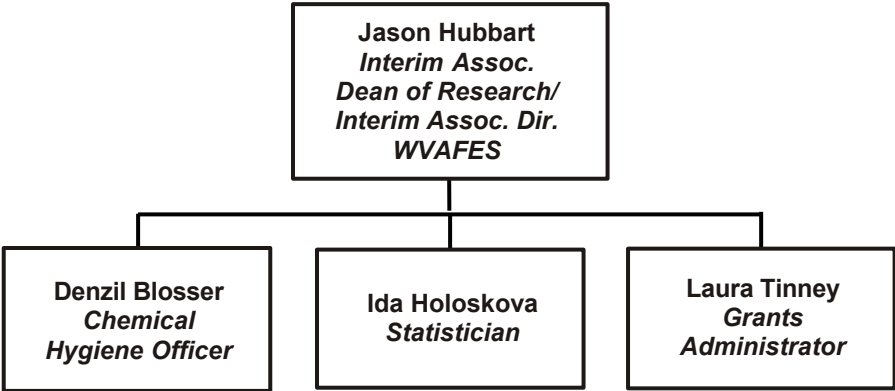 Jason Hubbart
Interim Assoc.
Dean of Research/
Interim Assoc. Dir.
WVAFES
Denzil Blosser
Chemical
Hygiene Officer
Ida Holoskova
Statistician
Laura Tinney
Grants
Administrator